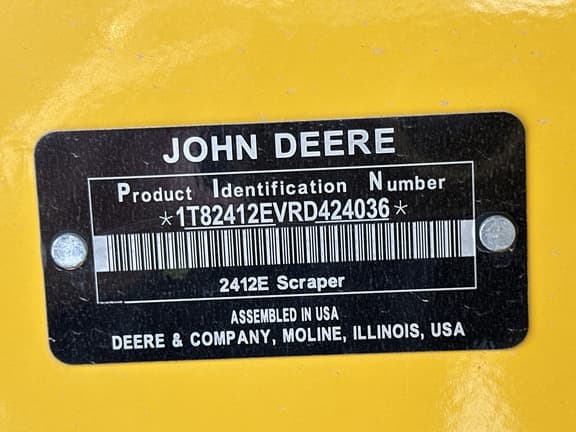 JOHN DEERE
Product Identification Number
*1T82412EVRD424036*
2412E Scraper
ASSEMBLED IN USA
DEERE & COMPANY, MOLINE, ILLINOIS, USA